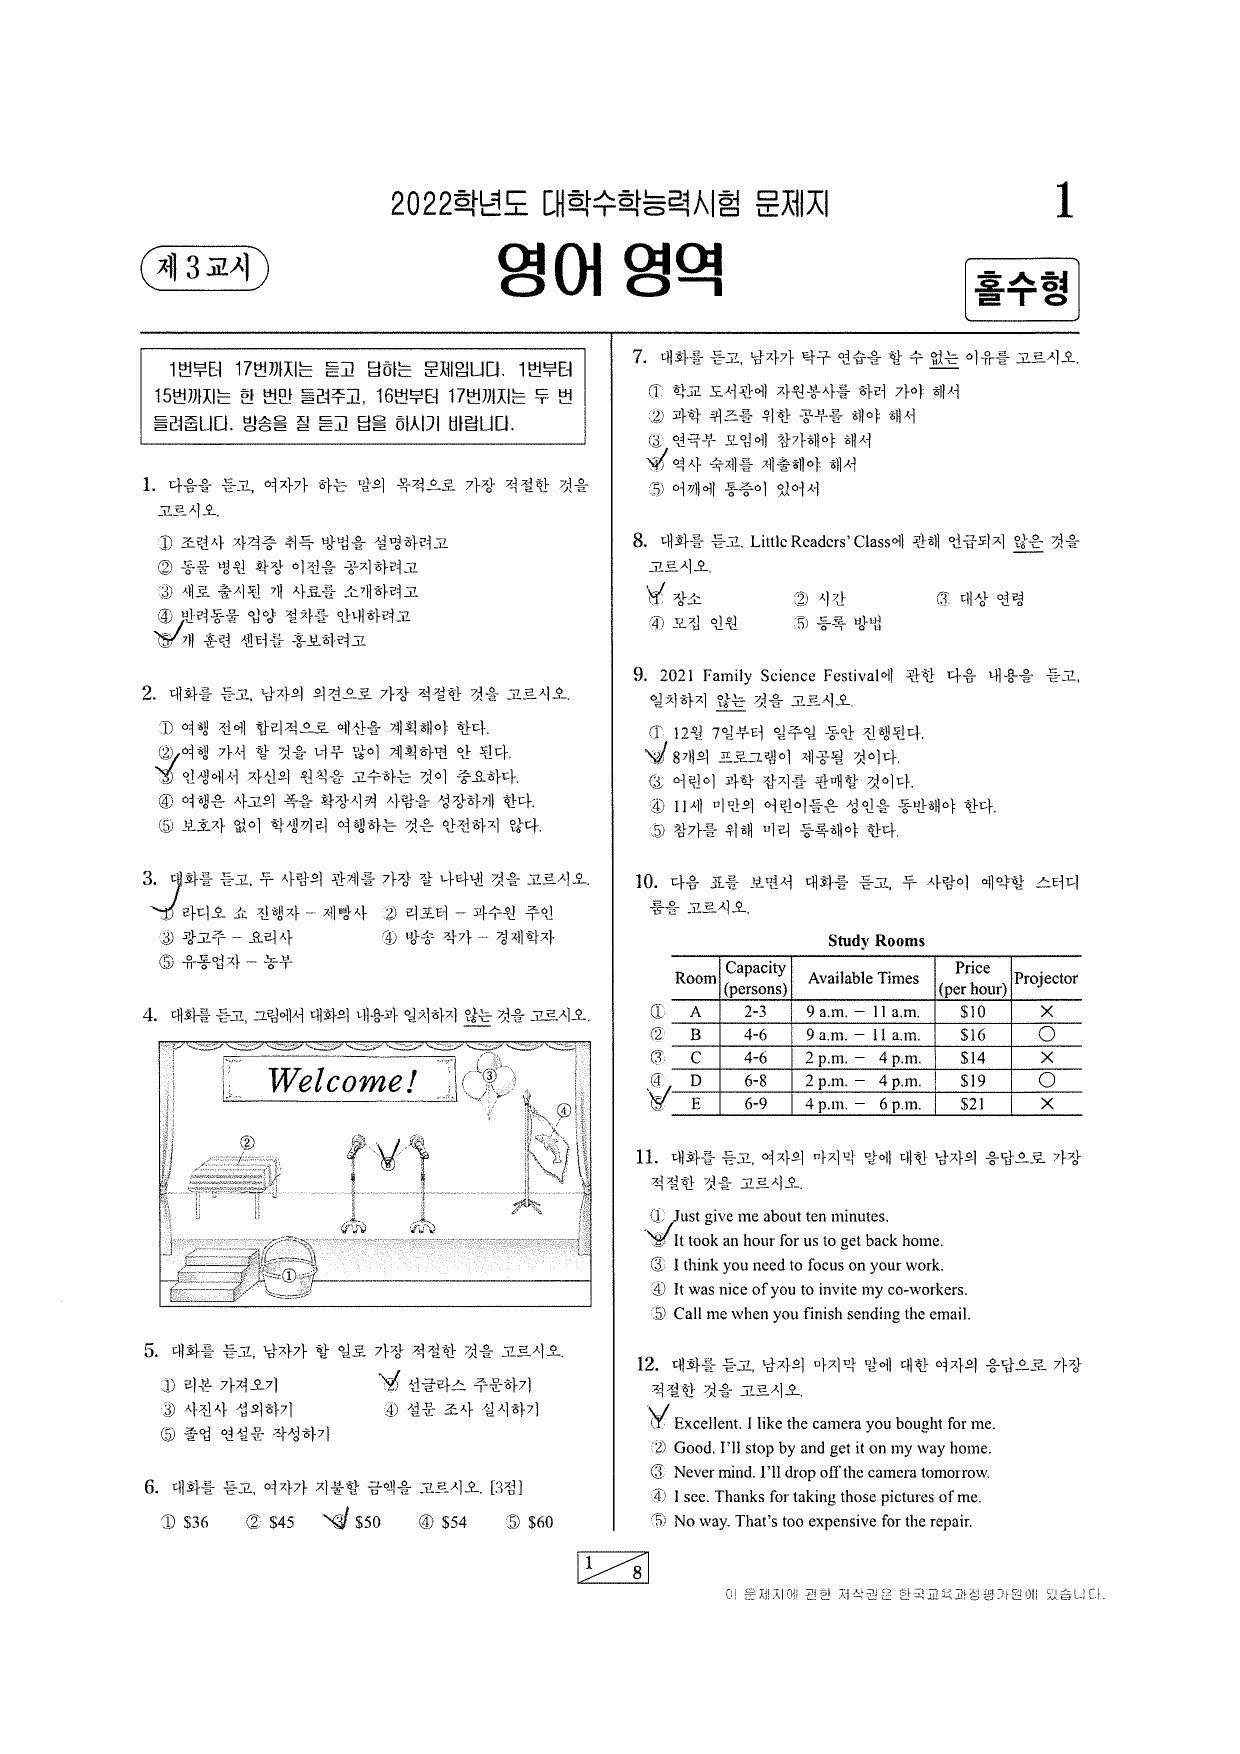 2022학년도 대학수학능력시험 문제지
1
제 3 교시
영어 영역
홀수형
1번부터 17번까지는 듣고 답하는 문제입니다. 1번부터
15번까지는 한 번만 들려주고, 16번부터 17번까지는 두 번
들려줍니다. 방송을 잘 듣고 답을 하시기 바랍니다.
1. 다음을 듣고, 여자가 하는 말의 목적으로 가장 적절한 것을
고르시오.
① 조련사 자격증 취득 방법을 설명하려고
② 동물 병원 확장 이전을 공지하려고
③ 새로 출시된 개 사료를 소개하려고
④ 반려동물 입양 절차를 안내하려고
⑤ 개 훈련 센터를 홍보하려고
2. 대화를 듣고, 남자의 의견으로 가장 적절한 것을 고르시오.
① 여행 전에 합리적으로 예산을 계획해야 한다.
② 여행 가서 할 것을 너무 많이 계획하면 안 된다.
③ 인생에서 자신의 원칙을 고수하는 것이 중요하다.
④ 여행은 사고의 폭을 확장시켜 사람을 성장하게 한다.
⑤ 보호자 없이 학생끼리 여행하는 것은 안전하지 않다.
3. 대화를 듣고, 두 사람의 관계를 가장 잘 나타낸 것을 고르시오.
① 라디오 쇼 진행자 - 제빵사 ② 리포터 - 과수원 주인
③ 광고주 - 요리사 ④ 방송 작가 - 경제학자
⑤ 유통업자 - 농부
4. 대화를 듣고, 그림에서 대화의 내용과 일치하지 않는 것을 고르시오.
Welcome!
③
④
②
⑤
①
5. 대화를 듣고, 남자가 할 일로 가장 적절한 것을 고르시오.
① 리본 가져오기 ② 선글라스 주문하기
③ 사진사 섭외하기 ④ 설문 조사 실시하기
⑤ 졸업 연설문 작성하기
6. 대화를 듣고, 여자가 지불할 금액을 고르시오. [3점]
① $36 ② $45 ③ $50 ④ $54 ⑤ $60
7. 대화를 듣고, 남자가 탁구 연습을 할 수 없는 이유를 고르시오.
① 학교 도서관에 자원봉사를 하러 가야 해서
② 과학 퀴즈를 위한 공부를 해야 해서
③ 연극부 모임에 참가해야 해서
④ 역사 숙제를 제출해야 해서
⑤ 어깨에 통증이 있어서
8. 대화를 듣고, Little Readers' Class에 관해 언급되지 않은 것을
고르시오.
① 장소 ② 시간 ③ 대상 연령
④ 모집 인원 ⑤ 등록 방법
9. 2021 Family Science Festival에 관한 다음 내용을 듣고,
일치하지 않는 것을 고르시오.
① 12월 7일부터 일주일 동안 진행된다.
② 8개의 프로그램이 제공될 것이다.
③ 어린이 과학 잡지를 판매할 것이다.
④ 11세 미만의 어린이들은 성인을 동반해야 한다.
⑤ 참가를 위해 미리 등록해야 한다.
10. 다음 표를 보면서 대화를 듣고, 두 사람이 예약할 스터디
룸을 고르시오.
Study Rooms
Room Capacity (persons) Available Times Price (per hour) Projector
① A 2-3 9 a.m. - 11 a.m. $10 ×
② B 4-6 9 a.m. - 11 a.m. $16 ○
③ C 4-6 2 p.m. - 4 p.m. $14 ×
④ D 6-8 2 p.m. - 4 p.m. $19 ○
⑤ E 6-9 4 p.m. - 6 p.m. $21 ×
11. 대화를 듣고, 여자의 마지막 말에 대한 남자의 응답으로 가장
적절한 것을 고르시오.
① Just give me about ten minutes.
② It took an hour for us to get back home.
③ I think you need to focus on your work.
④ It was nice of you to invite my co-workers.
⑤ Call me when you finish sending the email.
12. 대화를 듣고, 남자의 마지막 말에 대한 여자의 응답으로 가장
적절한 것을 고르시오.
① Excellent. I like the camera you bought for me.
② Good. I'll stop by and get it on my way home.
③ Never mind. I'll drop off the camera tomorrow.
④ I see. Thanks for taking those pictures of me.
⑤ No way. That's too expensive for the repair.
1
8
이 문제지에 관한 저작권은 한국교육과정평가원에 있습니다.